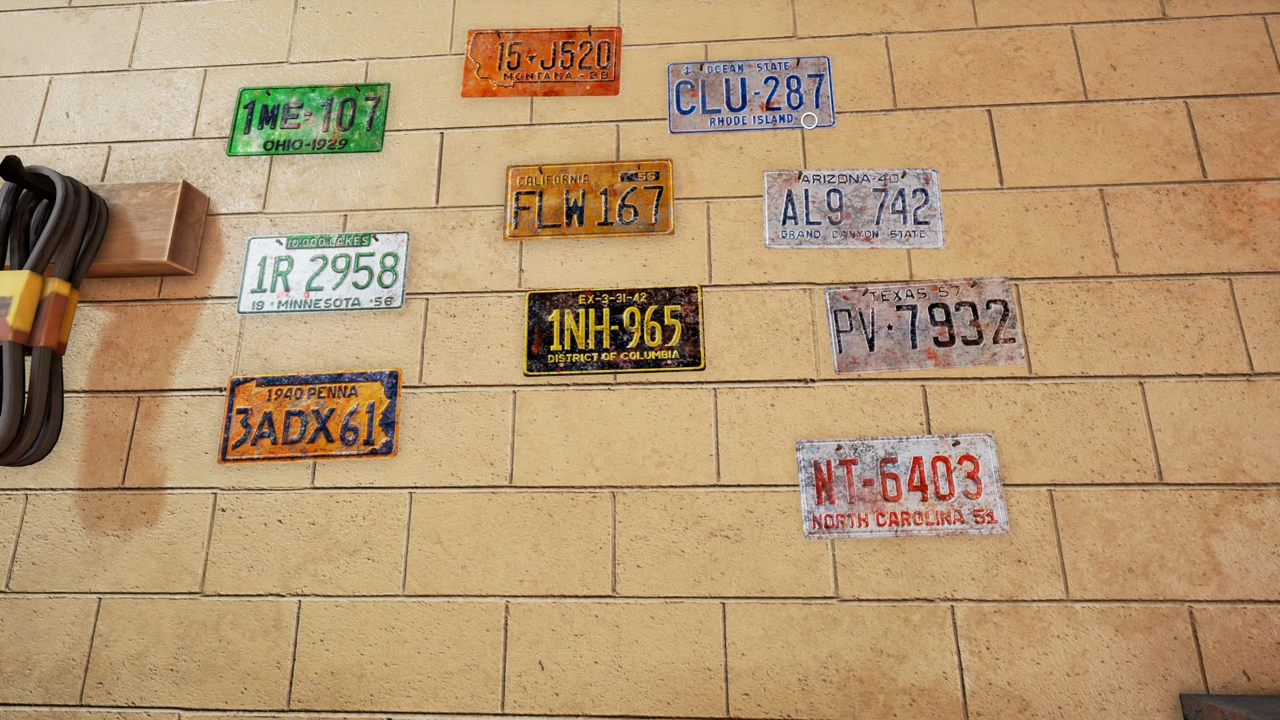 15-J520
MONTANA-38
OCEAN STATE
CLU-287
RHODE ISLAND
1ME-107
OHIO-1929
CALIFORNIA 56
FLW 167
ARIZONA-40
AL9 742
GRAND CANYON STATE
10,000 LAKES
1R 2958
19 MINNESOTA 56
EX-3-31-42
1NH-965
DISTRICT OF COLUMBIA
TEXAS 57
PV-7932
1940 PENNA
3ADX61
NT-6403
NORTH CAROLINA 51